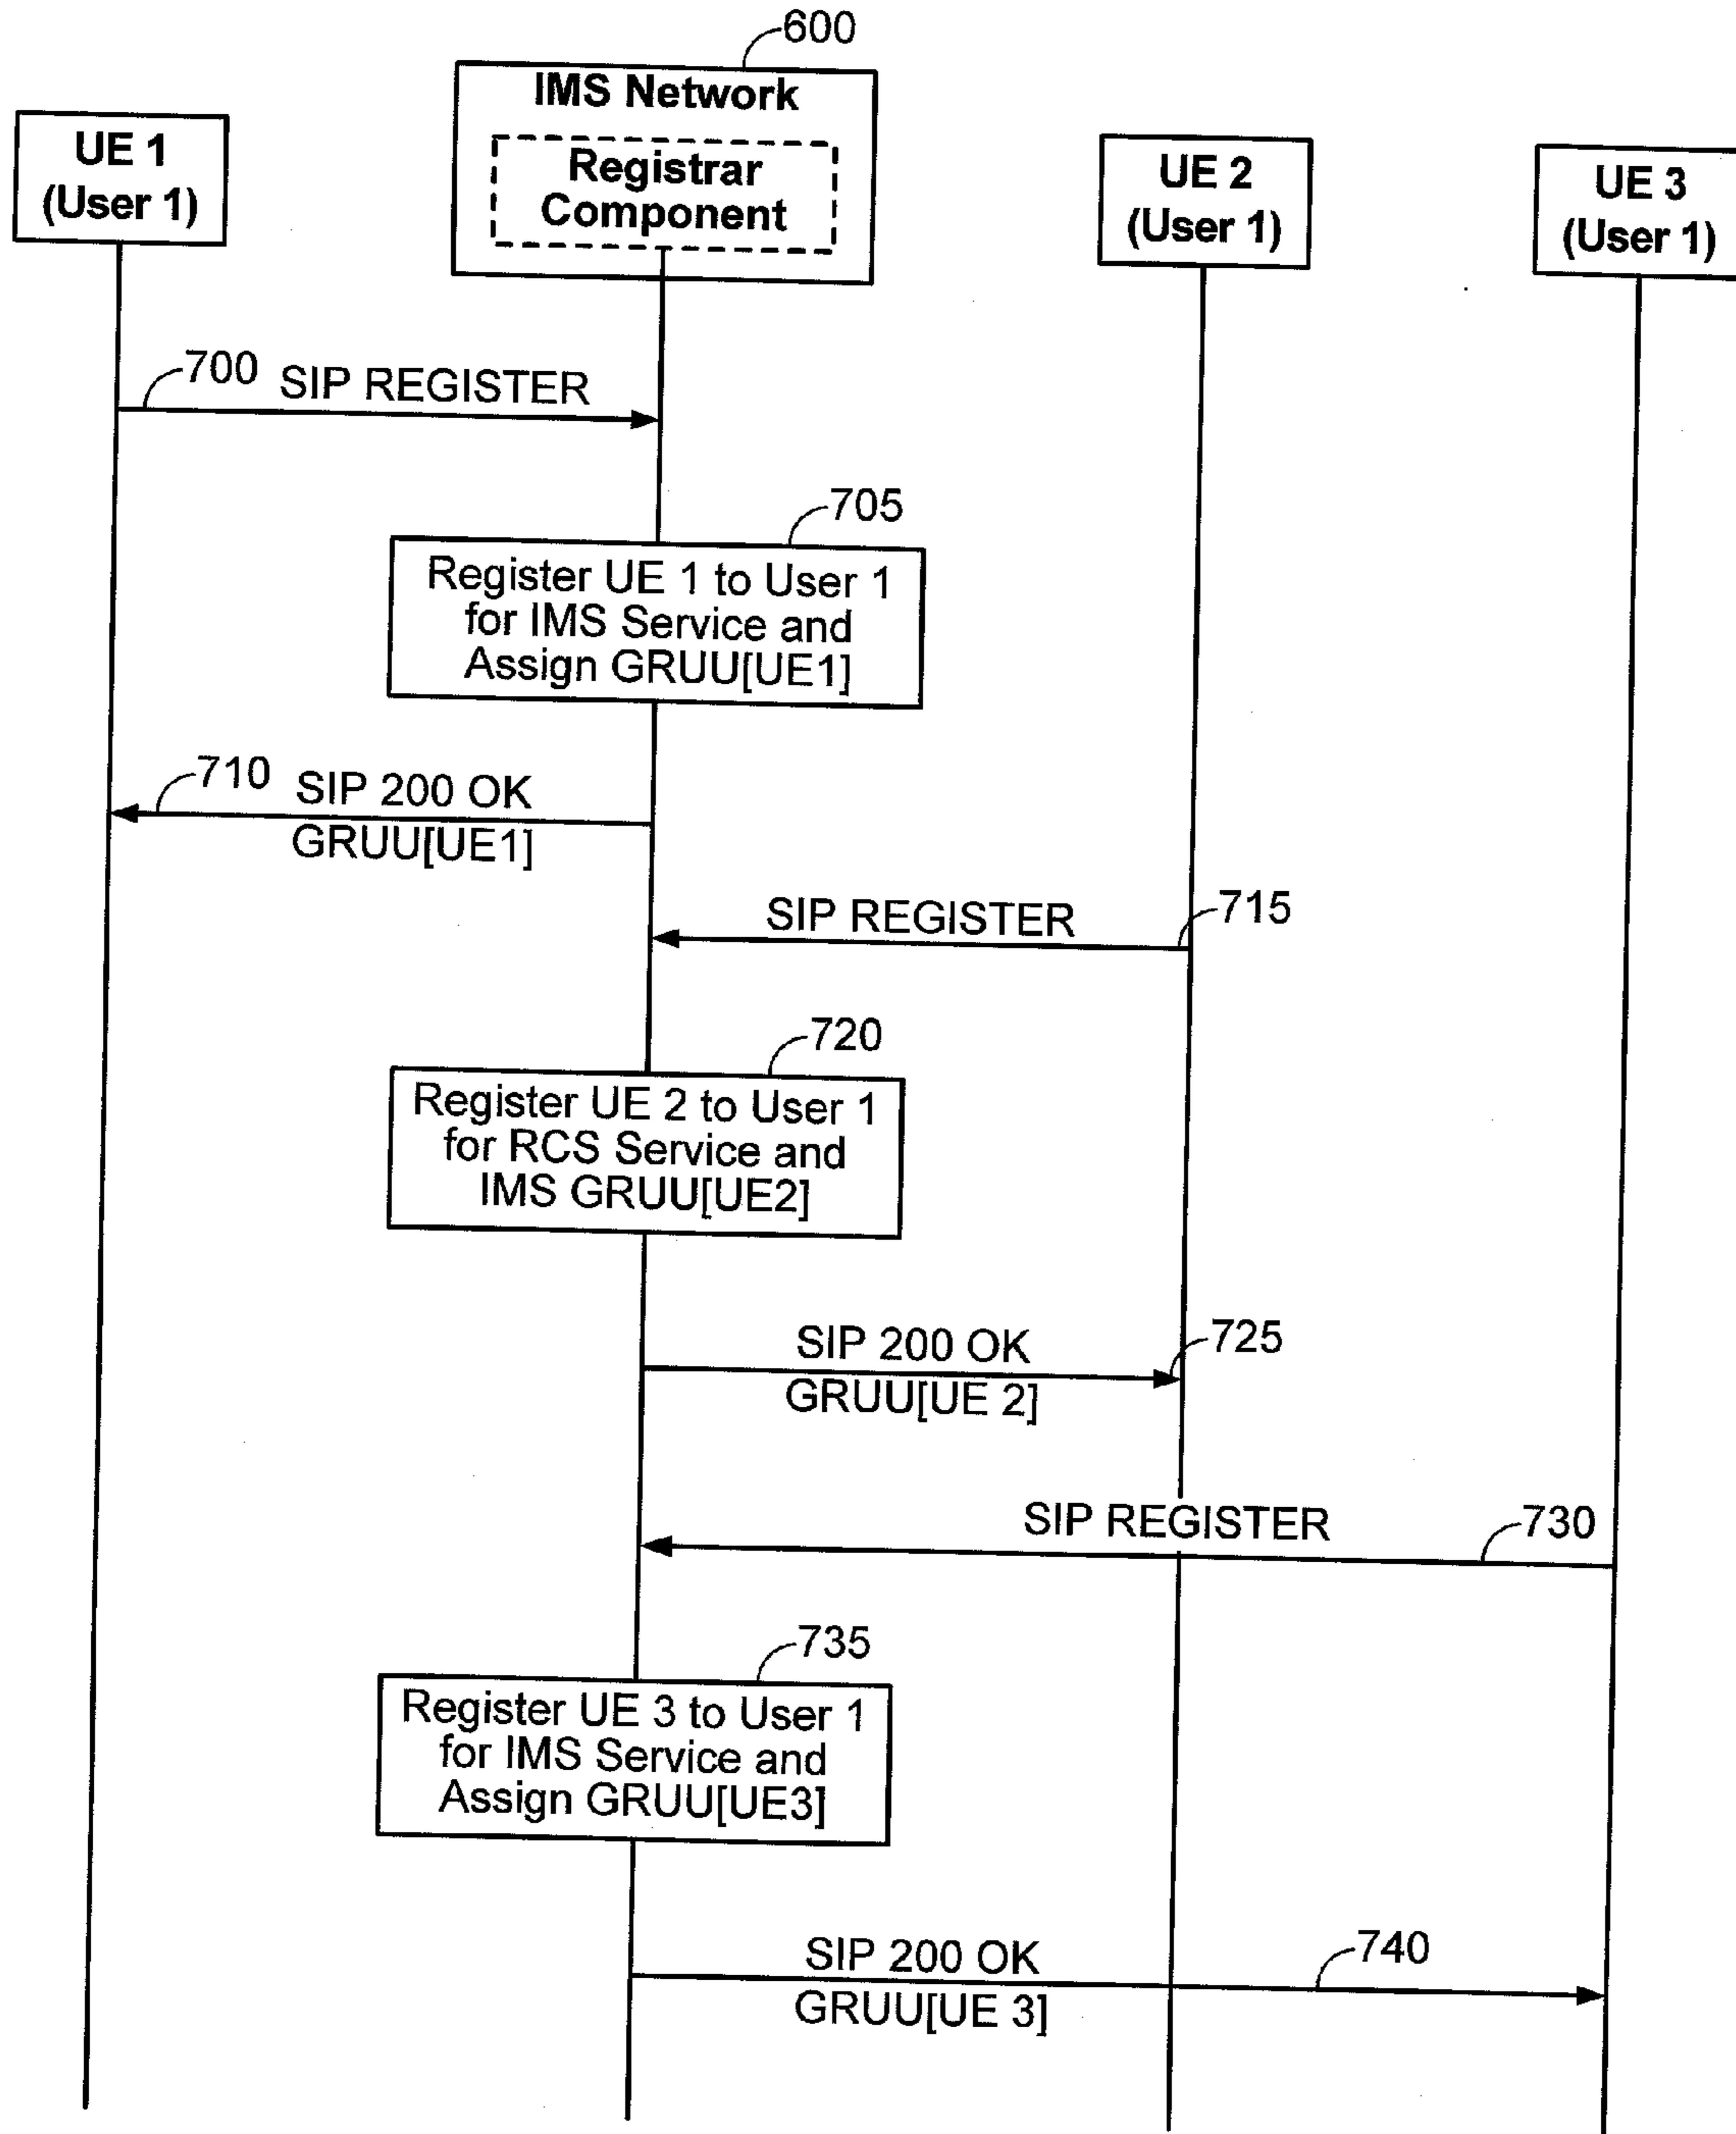 600
IMS Network
Registrar
Component
UE 1
(User 1)
UE 2
(User 1)
UE 3
(User 1)
700
SIP REGISTER
705
Register UE 1 to User 1
for IMS Service and
Assign GRUU[UE1]
710
SIP 200 OK
GRUU[UE1]
SIP REGISTER
715
720
Register UE 2 to User 1
for RCS Service and
IMS GRUU[UE2]
SIP 200 OK
725
GRUU[UE 2]
SIP REGISTER
730
735
Register UE 3 to User 1
for IMS Service and
Assign GRUU[UE3]
SIP 200 OK
740
GRUU[UE 3]